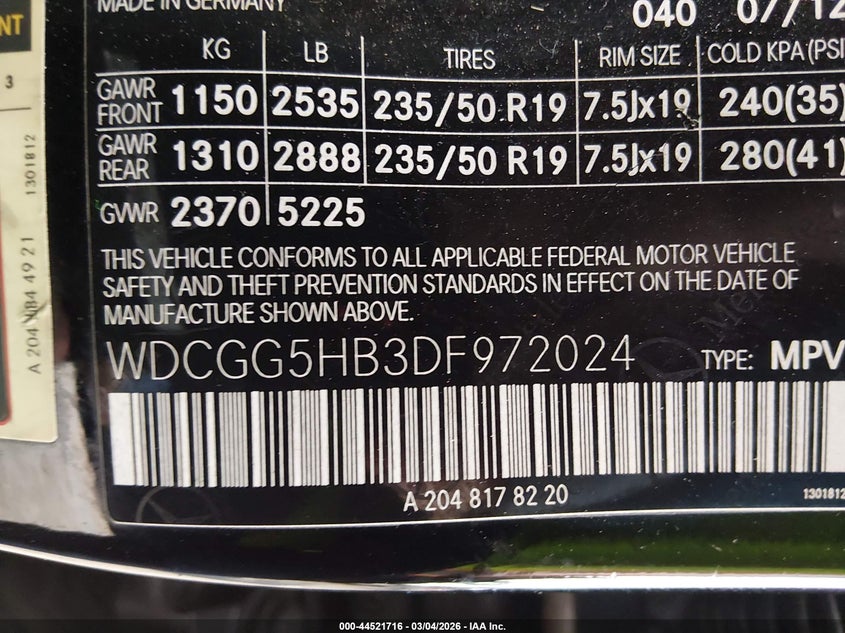 MADE IN GERMANY
040 07/12
KG LB TIRES RIM SIZE COLD KPA (PSI
GAWR FRONT 1150 2535 235/50 R19 7.5Jx19 240(35)
GAWR REAR 1310 2888 235/50 R19 7.5Jx19 280(41)
GVWR 2370 5225
THIS VEHICLE CONFORMS TO ALL APPLICABLE FEDERAL MOTOR VEHICLE
SAFETY AND THEFT PREVENTION STANDARDS IN EFFECT ON THE DATE OF
MANUFACTURE SHOWN ABOVE.
WDCGG5HB3DF972024 TYPE: MPV
A 204 817 82 20
1301812
NT
3
1301812
A 204 984 49 21
000-44521716 - 03/04/2026 - IAA Inc.